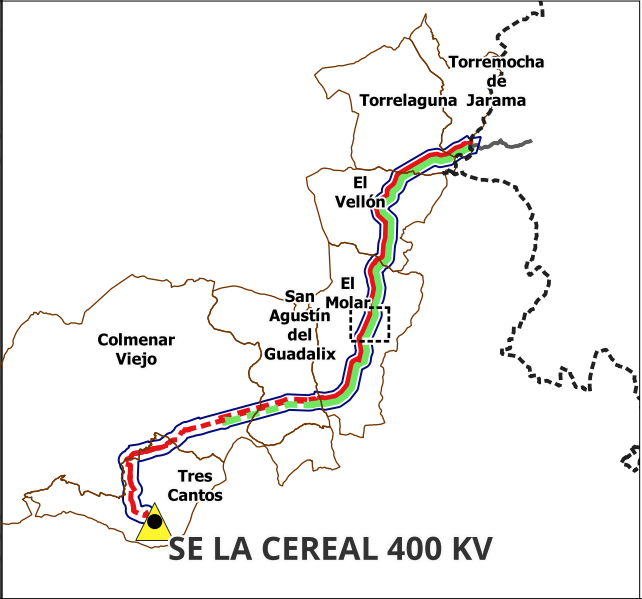 Torremocha
de
Jarama
Torrelaguna
El
Vellón
El
Molar
San
Agustín
del
Guadalix
Colmenar
Viejo
Tres
Cantos
SE LA CEREAL 400 KV